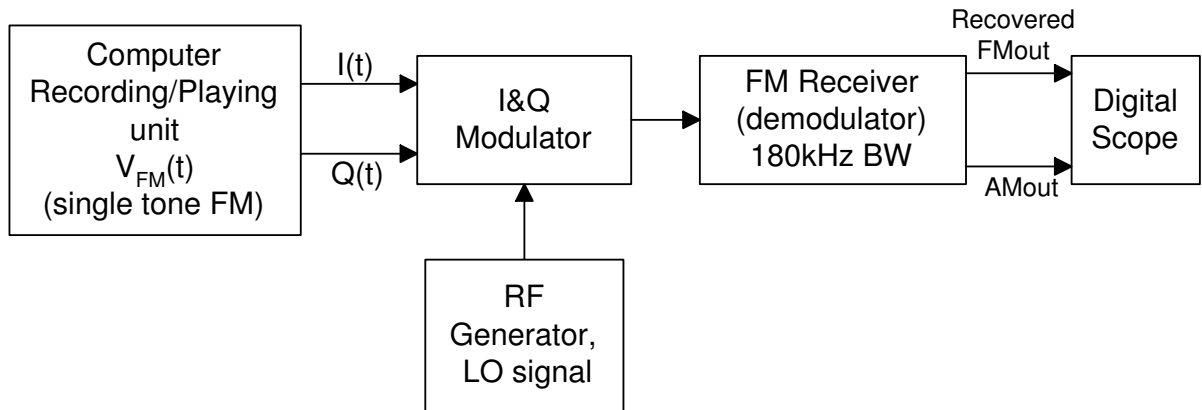 Computer
Recording/Playing
unit
V_FM(t)
(single tone FM)
I(t)
Q(t)
I&Q
Modulator
RF
Generator,
LO signal
FM Receiver
(demodulator)
180kHz BW
Recovered
FMout
AMout
Digital
Scope